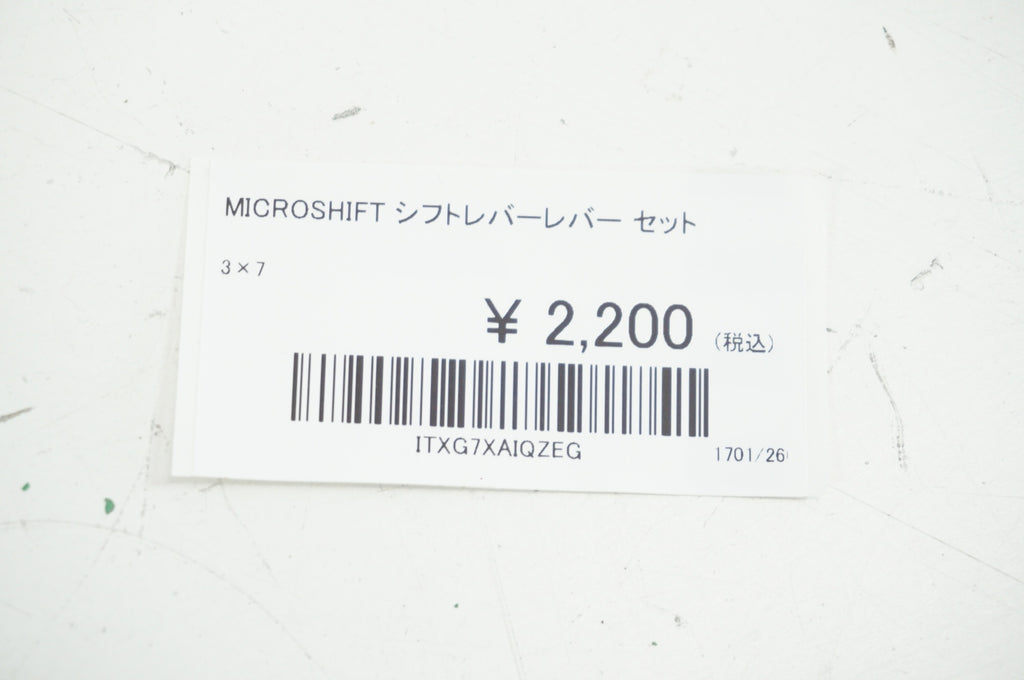 MICROSHIFT シフトレバーレバー セット
3×7
¥ 2,200 (税込)
ITXG7XAIQZEG
1701/26